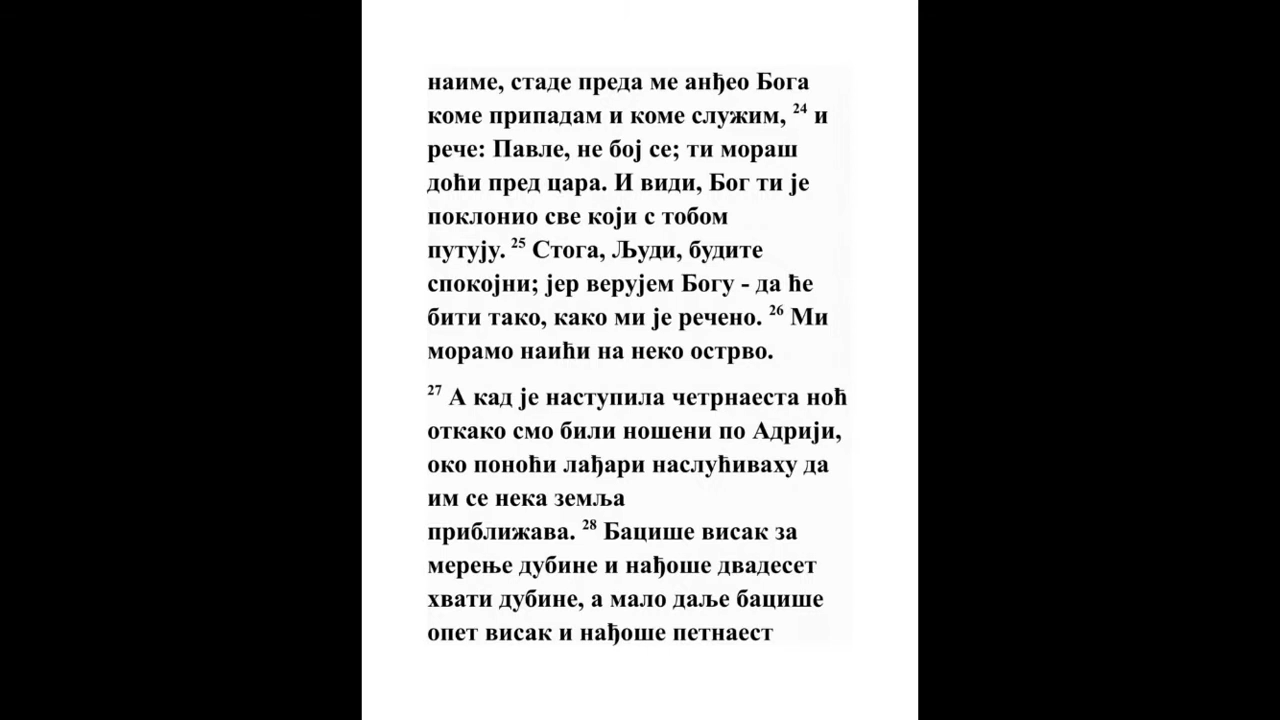 наиме, стаде преда ме анђео Бога
коме припадам и коме служим, 24 и
рече: Павле, не бој се; ти мораш
доћи пред цара. И види, Бог ти је
поклонио све који с тобом
путују. 25 Стога, Људи, будите
спокојни; јер верујем Богу - да ће
бити тако, како ми је речено. 26 Ми
морамо наићи на неко острво.
27 А кад је наступила четрнаеста ноћ
откако смо били ношени по Адрији,
око поноћи лађари наслућиваху да
им се нека земља
приближава. 28 Бацише висак за
мерење дубине и нађоше двадесет
хвати дубине, а мало даље бацише
опет висак и нађоше петнаест